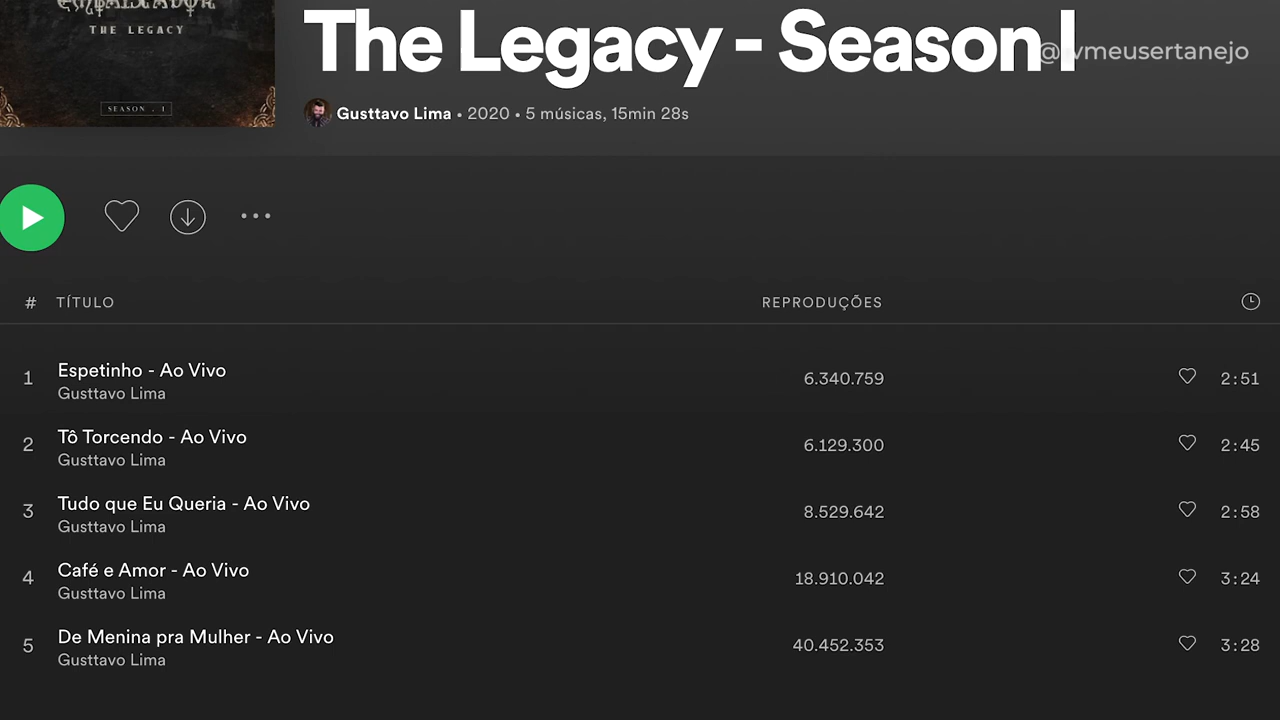 THE LEGACY
SEASON . I
The Legacy - Season I
@tvmeusertanejo
Gusttavo Lima • 2020 • 5 músicas, 15min 28s
# TÍTULO REPRODUÇÕES
1 Espetinho - Ao Vivo 6.340.759 2:51
Gusttavo Lima
2 Tô Torcendo - Ao Vivo 6.129.300 2:45
Gusttavo Lima
3 Tudo que Eu Queria - Ao Vivo 8.529.642 2:58
Gusttavo Lima
4 Café e Amor - Ao Vivo 18.910.042 3:24
Gusttavo Lima
5 De Menina pra Mulher - Ao Vivo 40.452.353 3:28
Gusttavo Lima